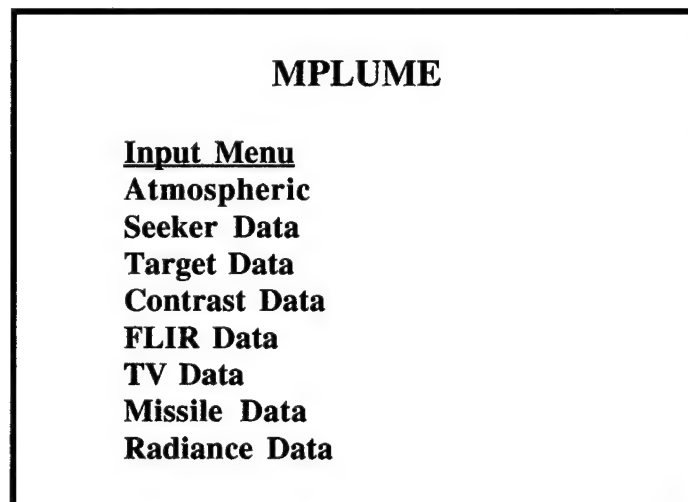 MPLUME
Input Menu
Atmospheric
Seeker Data
Target Data
Contrast Data
FLIR Data
TV Data
Missile Data
Radiance Data